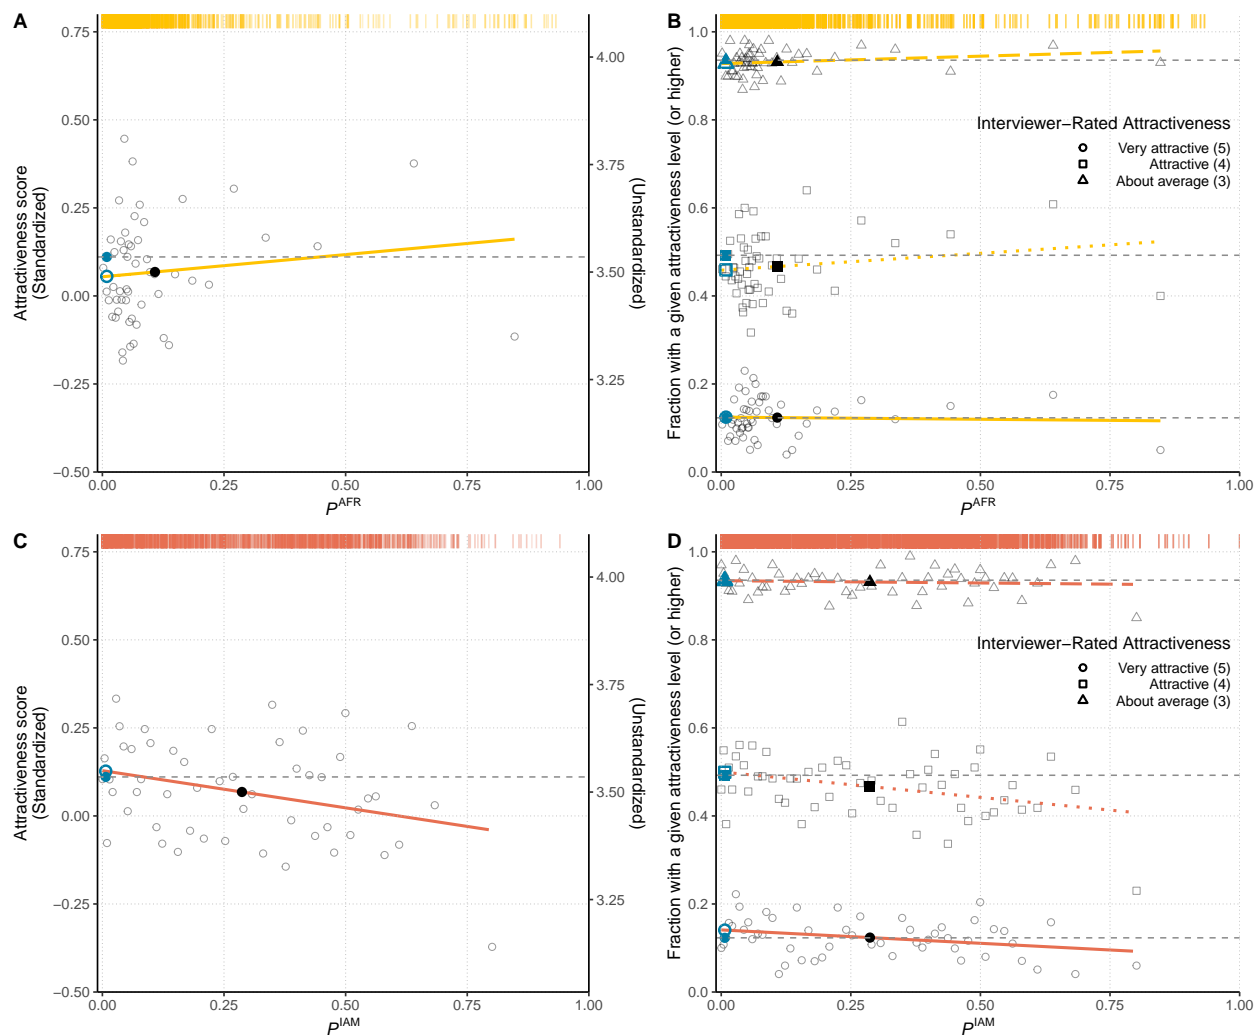 A
0.75
0.50
0.25
0.00
−0.25
−0.50
Attractiveness score
(Standardized)
4.00
3.75
3.50
3.25
(Unstandardized)
0.00 0.25 0.50 0.75 1.00
PAFR
B
1.0
0.8
0.6
0.4
0.2
0.0
Fraction with a given attractiveness level (or higher)
Interviewer−Rated Attractiveness
Very attractive (5)
Attractive (4)
About average (3)
0.00 0.25 0.50 0.75 1.00
PAFR
C
0.75
0.50
0.25
0.00
−0.25
−0.50
Attractiveness score
(Standardized)
4.00
3.75
3.50
3.25
(Unstandardized)
0.00 0.25 0.50 0.75 1.00
PIAM
D
1.0
0.8
0.6
0.4
0.2
0.0
Fraction with a given attractiveness level (or higher)
Interviewer−Rated Attractiveness
Very attractive (5)
Attractive (4)
About average (3)
0.00 0.25 0.50 0.75 1.00
PIAM